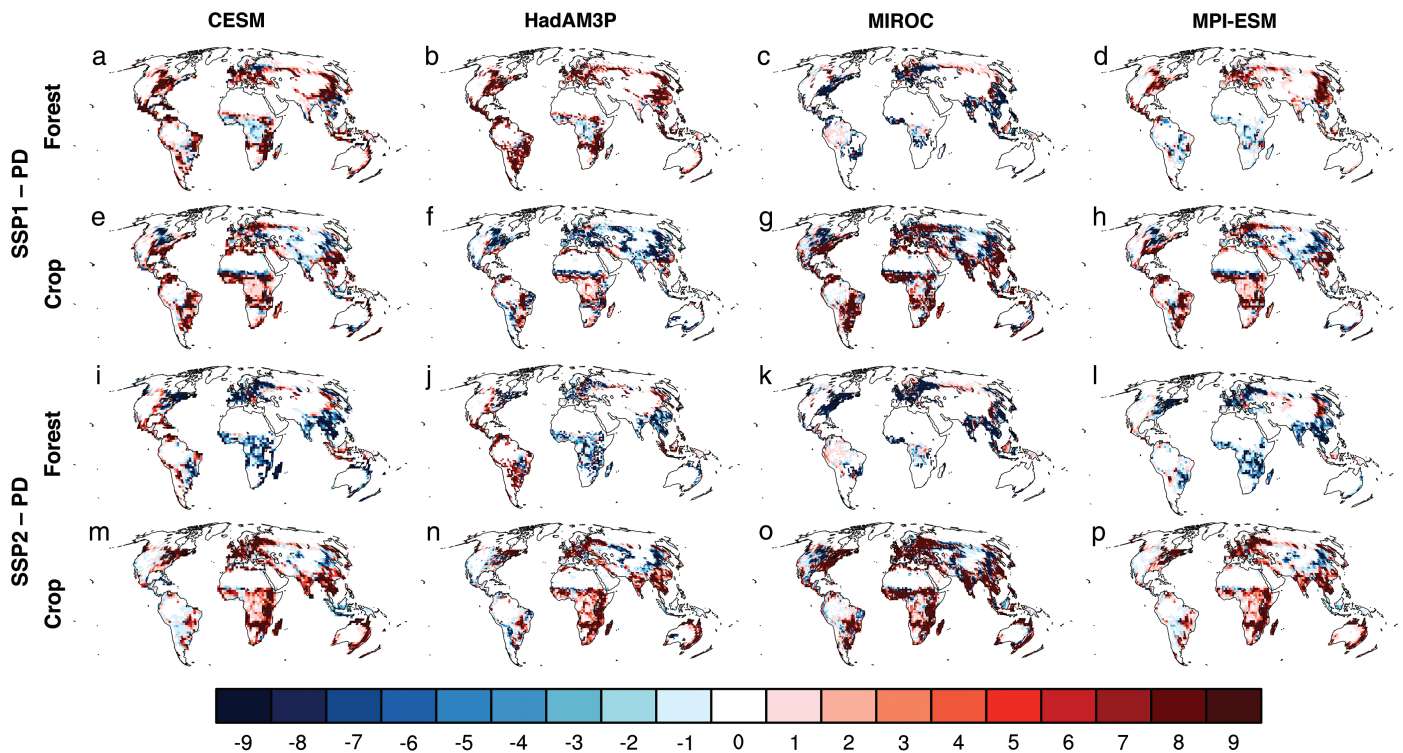 CESM HadAM3P MIROC MPI-ESM
SSP1 – PD
Forest
a b c d
Crop
e f g h
SSP2 – PD
Forest
i j k l
Crop
m n o p
-9 -8 -7 -6 -5 -4 -3 -2 -1 0 1 2 3 4 5 6 7 8 9